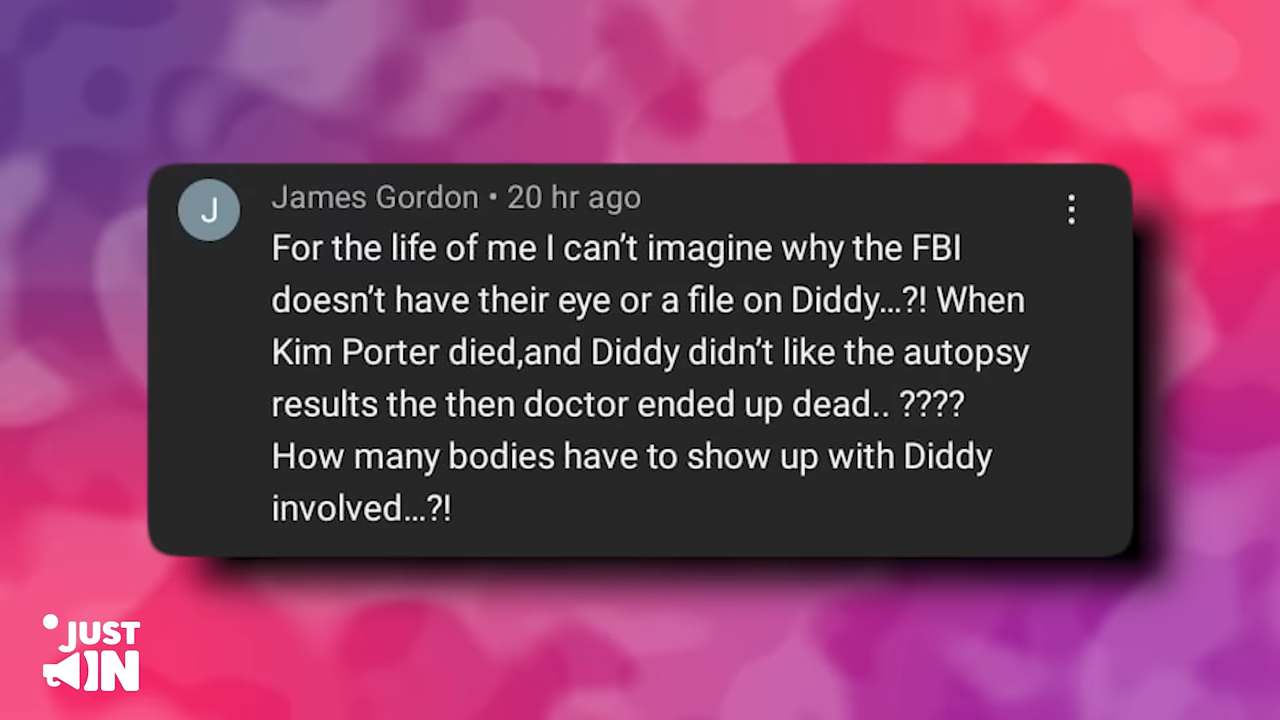 J
James Gordon • 20 hr ago
For the life of me I can’t imagine why the FBI
doesn’t have their eye or a file on Diddy...?! When
Kim Porter died,and Diddy didn’t like the autopsy
results the then doctor ended up dead.. ????
How many bodies have to show up with Diddy
involved...?!
JUST
IN